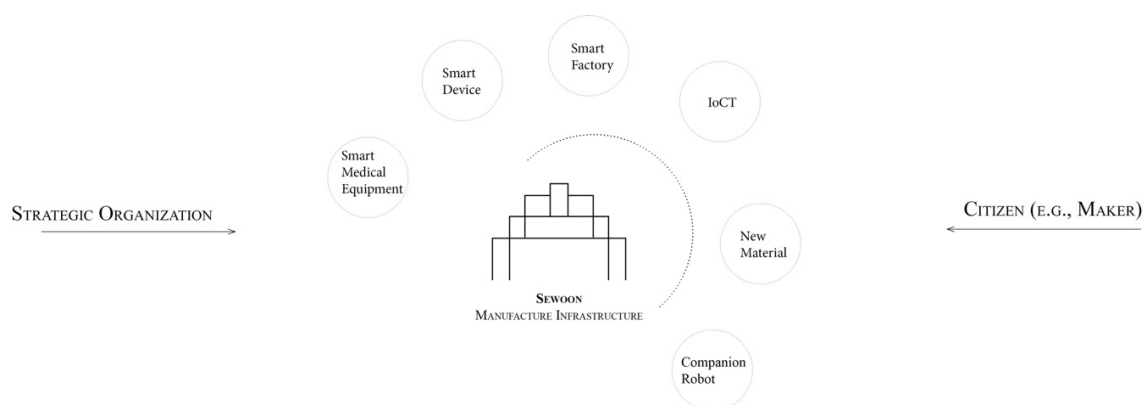 Smart
Factory
Smart
Device
IoCT
Smart
Medical
Equipment
STRATEGIC ORGANIZATION
CITIZEN (E.G., MAKER)
New
Material
SEWOON
MANUFACTURE INFRASTRUCTURE
Companion
Robot